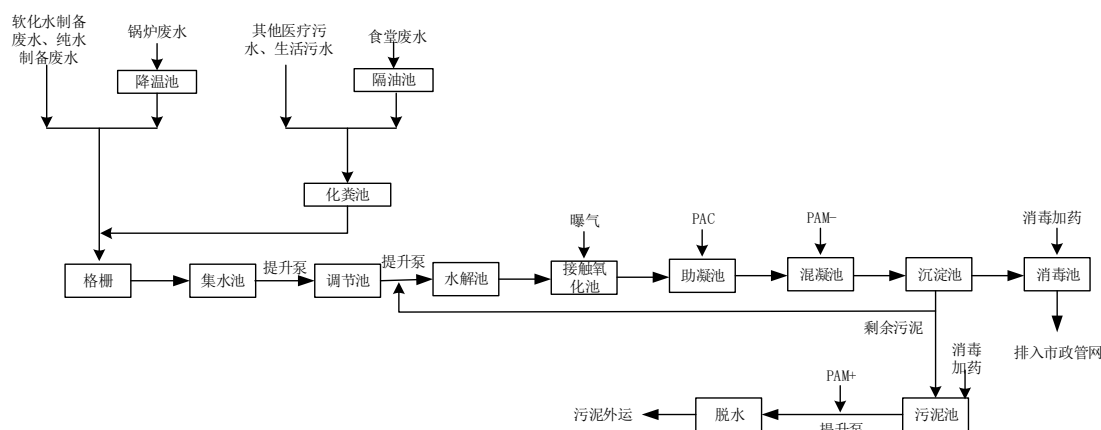 软化水制备
废水、纯水
制备废水
锅炉废水
降温池
其他医疗污
水、生活污水
食堂废水
隔油池
化粪池
格栅
集水池
提升泵
调节池
提升泵
水解池
曝气
接触氧
化池
PAC
助凝池
PAM-
混凝池
沉淀池
消毒加药
消毒池
排入市政管网
剩余污泥
消毒
加药
污泥池
PAM+
提升泵
脱水
污泥外运